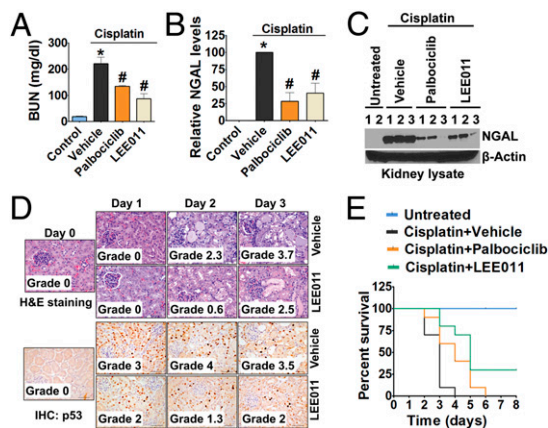 A
Cisplatin
BUN (mg/dl)
300
200
100
0
*
#
#
Control
Vehicle
Palbociclib
LEE011
B
Cisplatin
Relative NGAL levels
100
75
50
25
0
*
#
#
Control
Vehicle
Palbociclib
LEE011
C
Cisplatin
Untreated
Vehicle
Palbociclib
LEE011
1 2 1 2 3 1 2 3 1 2 3
NGAL
β-Actin
Kidney lysate
D
Day 0
Day 1
Day 2
Day 3
Grade 0
H&E staining
Grade 0
Grade 2.3
Grade 3.7
Vehicle
Grade 0
Grade 0.6
Grade 2.5
LEE011
Grade 0
IHC: p53
Grade 3
Grade 4
Grade 3.5
Vehicle
Grade 2
Grade 1.3
Grade 2
LEE011
E
Untreated
Cisplatin+Vehicle
Cisplatin+Palbociclib
Cisplatin+LEE011
Percent survival
100
75
50
25
0
0 1 2 3 4 5 6 8
Time (days)